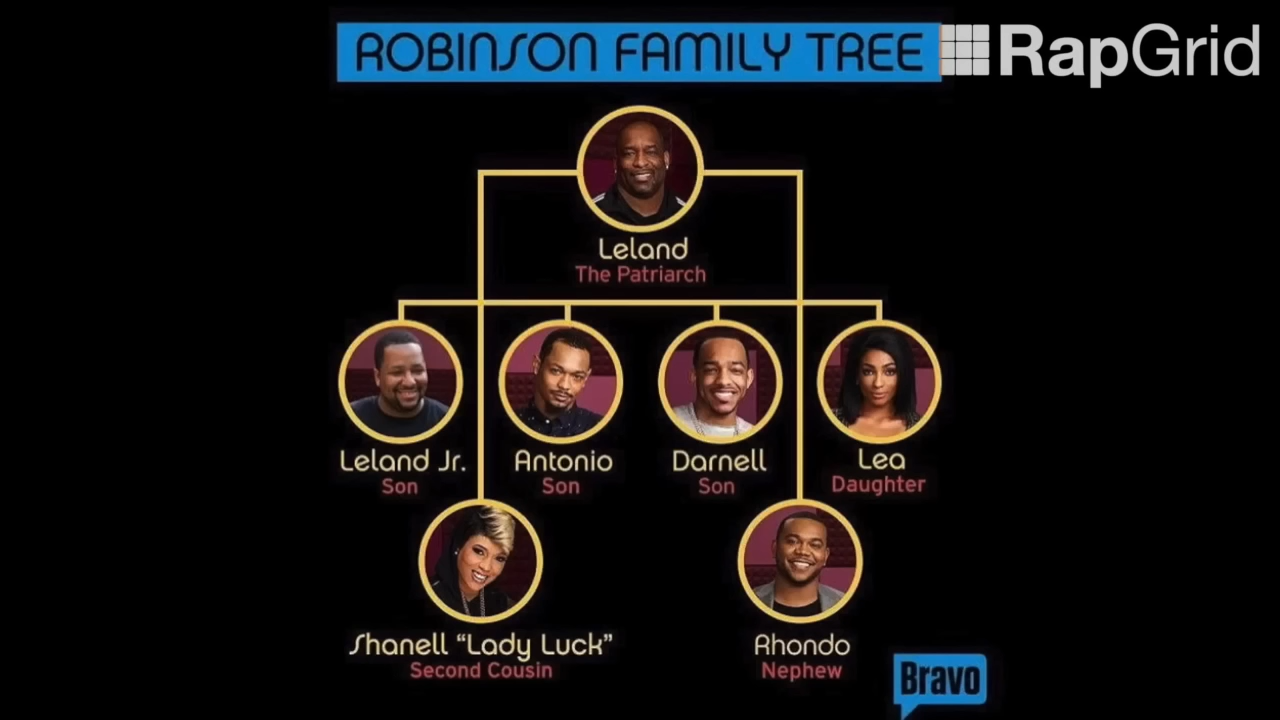 ROBINSON FAMILY TREE
RapGrid
Leland
The Patriarch
Leland Jr.
Son
Antonio
Son
Darnell
Son
Lea
Daughter
Shanell “Lady Luck”
Second Cousin
Rhondo
Nephew
Bravo